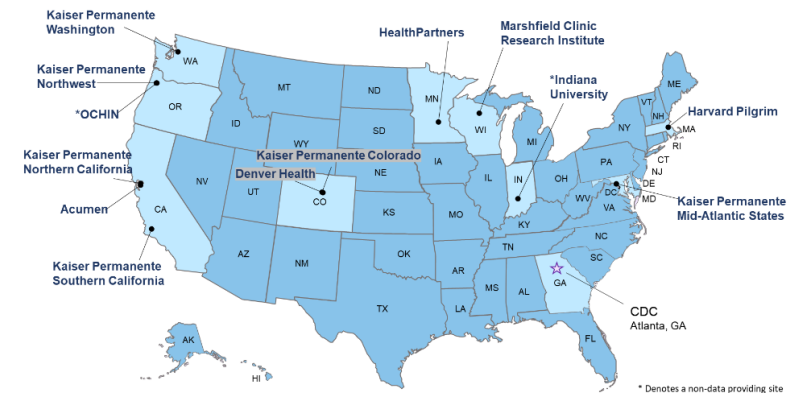 Kaiser Permanente
Washington
Kaiser Permanente
Northwest
*OCHIN
Kaiser Permanente
Northern California
Acumen
Kaiser Permanente
Southern California
HealthPartners
Marshfield Clinic
Research Institute
*Indiana
University
Harvard Pilgrim
Kaiser Permanente
Mid-Atlantic States
Kaiser Permanente Colorado
Denver Health
CDC
Atlanta, GA
WA
OR
CA
NV
ID
MT
WY
UT
AZ
CO
NM
ND
SD
NE
KS
OK
TX
MN
IA
MO
AR
LA
WI
IL
MI
IN
OH
KY
TN
MS
AL
GA
FL
SC
NC
VA
WV
DC
PA
NY
VT
NH
ME
MA
RI
CT
NJ
DE
MD
AK
HI
* Denotes a non-data providing site